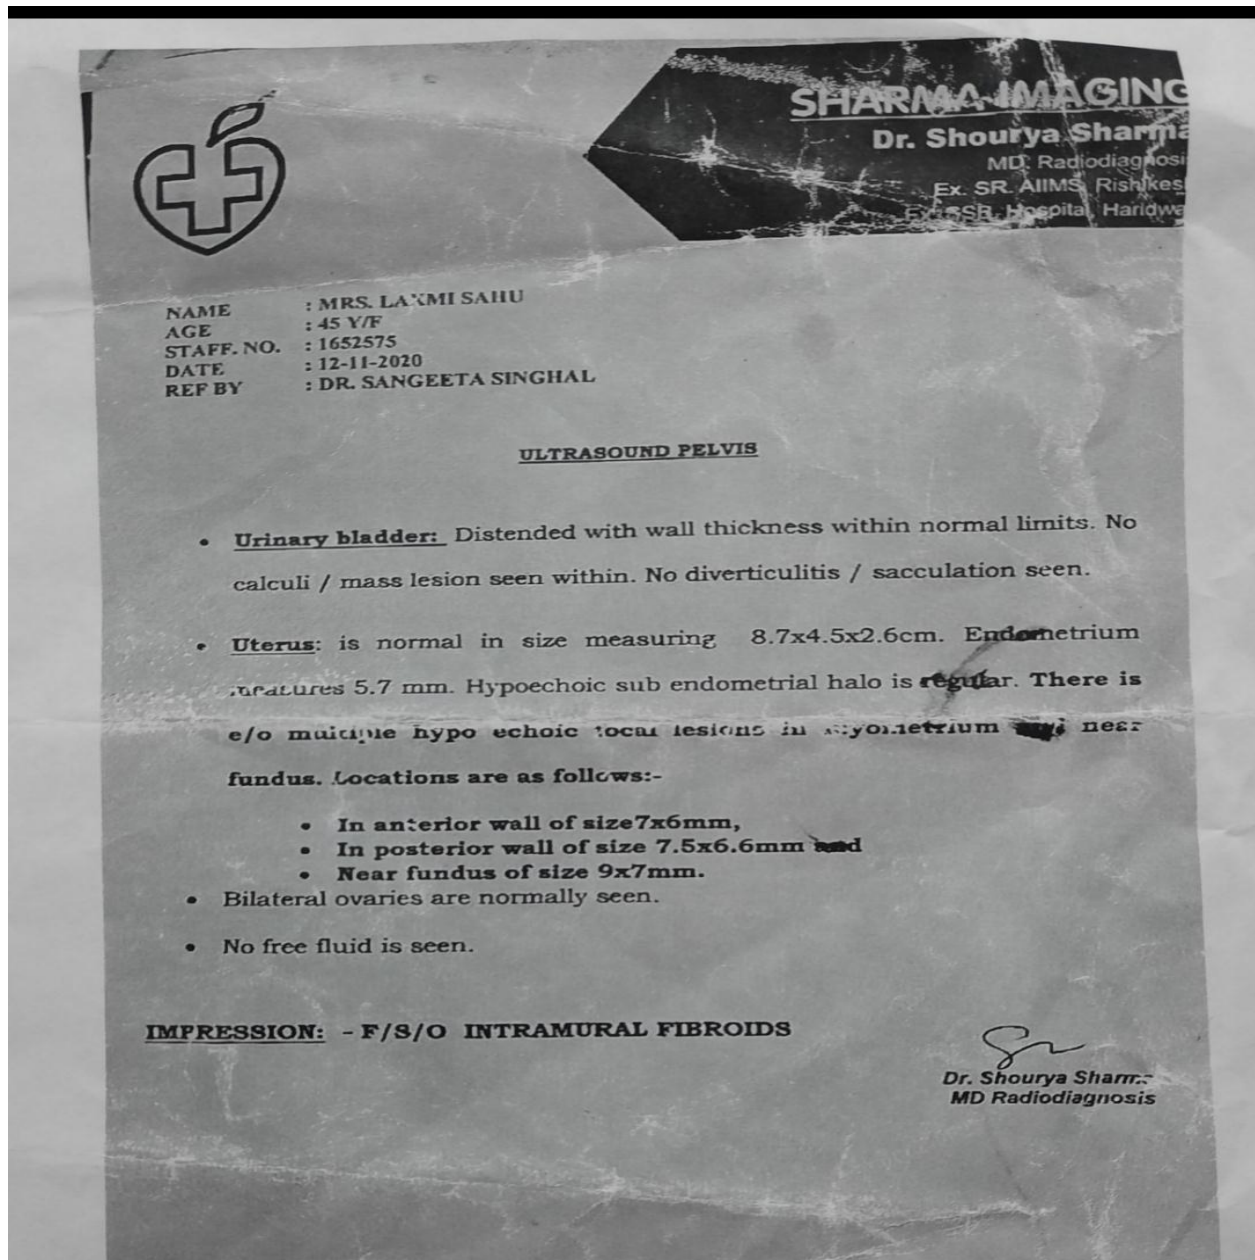 SHARMA IMAGING
Dr. Shourya Sharma
MD. Radiodiagnosi
Ex. SR. AIIMS, Rishikes
Ex. SSR, Hospital, Haridwa
NAME : MRS. LAXMI SAHU
AGE : 45 Y/F
STAFF. NO. : 1652575
DATE : 12-11-2020
REF BY : DR. SANGEETA SINGHAL
ULTRASOUND PELVIS
• Urinary bladder: Distended with wall thickness within normal limits. No
calculi / mass lesion seen within. No diverticulitis / sacculation seen.
• Uterus: is normal in size measuring 8.7x4.5x2.6cm. Endometrium
measures 5.7 mm. Hypoechoic sub endometrial halo is regular. There is
e/o multiple hypo echoic focal lesions in myometrium near
fundus. Locations are as follows:-
• In anterior wall of size7x6mm,
• In posterior wall of size 7.5x6.6mm and
• Near fundus of size 9x7mm.
• Bilateral ovaries are normally seen.
• No free fluid is seen.
IMPRESSION: - F/S/O INTRAMURAL FIBROIDS
Dr. Shourya Sharma
MD Radiodiagnosis